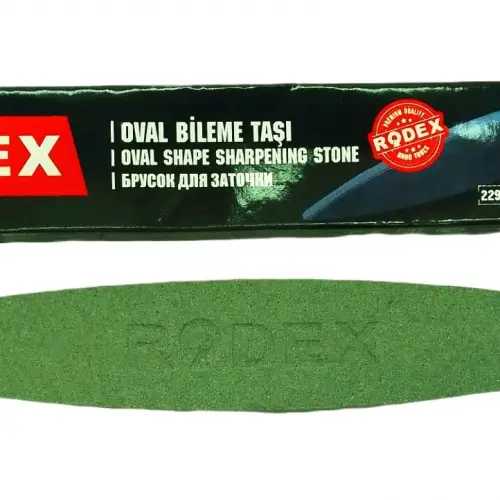 EX
OVAL BİLEME TAŞI
OVAL SHAPE SHARPENING STONE
БРУСОК ДЛЯ ЗАТОЧКИ
PREMIUM QUALITY
RODEX
HAND TOOLS
229
RODEX